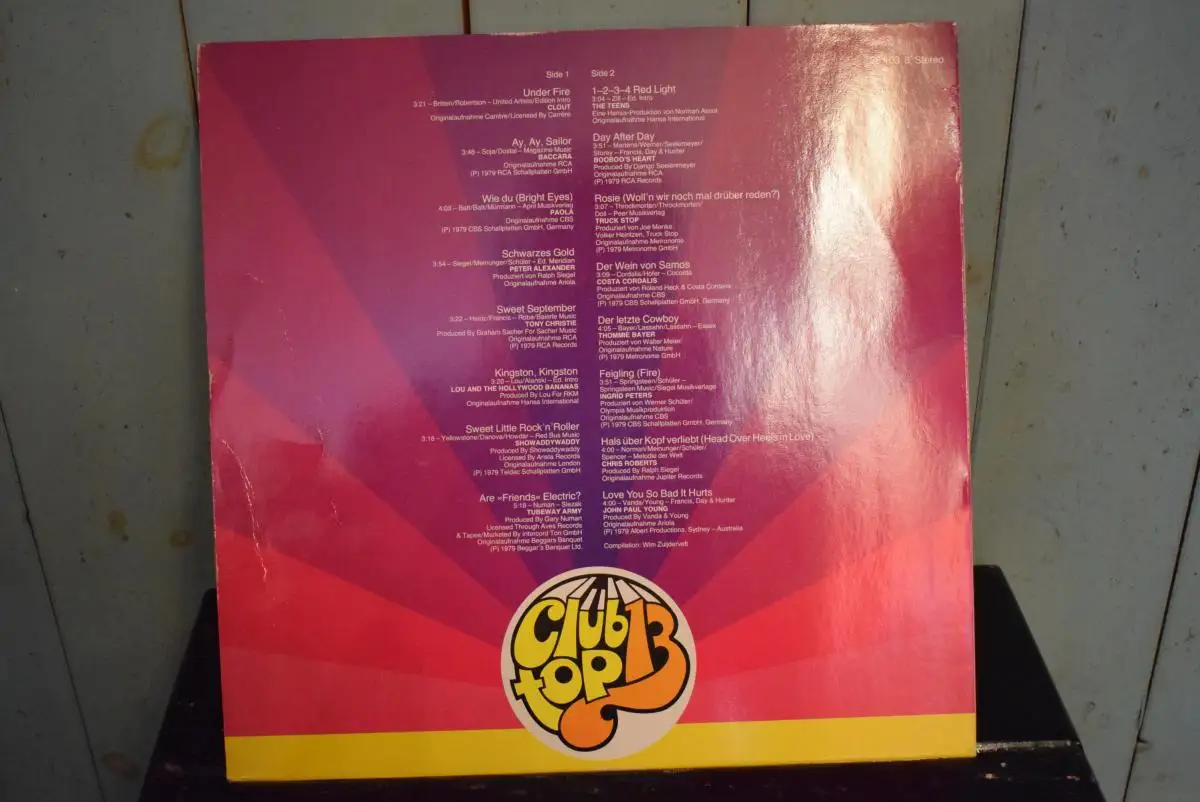 8 Stereo
Side 1
Under Fire
3:21 – Britten/Robertson – United Artists/Edition Intro
CLOUT
Originalaufnahme Carrère/Licensed By Carrère
Ay, Ay, Sailor
3:46 – Soja/Dostal – Magazine Music
BACCARA
Originalaufnahme RCA
(P) 1979 RCA Schallplatten GmbH
Wie du (Bright Eyes)
4:03 – Batt/Batt/Mürmann – April Musikverlag
PAOLA
Originalaufnahme CBS
(P) 1979 CBS Schallplatten GmbH, Germany
Schwarzes Gold
3:54 – Siegel/Meinunger/Schüler – Ed. Meridian
PETER ALEXANDER
Produziert von Ralph Siegel
Originalaufnahme Ariola
Sweet September
3:22 – Heinz/Francis – Roba/Baierle Music
TONY CHRISTIE
Produced By Graham Sacher For Sacher Music
Originalaufnahme RCA
(P) 1979 RCA Records
Kingston, Kingston
3:20 – Lou/Alanski – Ed. Intro
LOU AND THE HOLLYWOOD BANANAS
Produced By Lou For RKM
Originalaufnahme Hansa International
Sweet Little Rock'n'Roller
3:16 – Yellowstone/Danova/Howdar – Red Bus Music
SHOWADDYWADDY
Produced By Showaddywaddy
Licensed By Arista Records
Originalaufnahme London
(P) 1979 Teldec Schallplatten GmbH
Are »Friends« Electric?
5:18 – Numan – Slezak
TUBEWAY ARMY
Produced By Gary Numan
Licensed Through Aves Records
& Tapes/Marketed By Intercord Ton GmbH
Originalaufnahme Beggars Banquet
(P) 1979 Beggar's Banquet Ltd.
Side 2
1–2–3–4 Red Light
3:04 – Zill – Ed. Intro
THE TEENS
Eine Hansa-Produktion von Norman Ascot
Originalaufnahme Hansa International
Day After Day
3:51 – Martens/Werner/Seekemeyer/
Storey – Francis, Day & Hunter
BOOBOO'S HEART
Produced By Django Seelenmeyer
Originalaufnahme RCA
(P) 1979 RCA Records
Rosie (Woll'n wir noch mal drüber reden?)
3:07 – Throckmorten/Throckmorten/
Doll – Peer Musikverlag
TRUCK STOP
Produziert von Joe Menke
Volker Heintzen, Truck Stop
Originalaufnahme Metronome
(P) 1979 Metronome GmbH
Der Wein von Samos
3:09 – Cordalis/Hofer – Cocorda
COSTA CORDALIS
Produziert von Roland Heck & Costa Cordalis
Originalaufnahme CBS
(P) 1979 CBS Schallplatten GmbH, Germany
Der letzte Cowboy
4:05 – Bayer/Lassahn/Lassahn – Essex
THOMMIE BAYER
Produziert von Walter Meier
Originalaufnahme Nature
(P) 1979 Metronome GmbH
Feigling (Fire)
3:51 – Springsteen/Schüler –
Springsteen Music/Siegel Musikverlage
INGRID PETERS
Produziert von Werner Schüler/
Olympia Musikproduktion
Originalaufnahme CBS
(P) 1979 CBS Schallplatten GmbH, Germany
Hals über Kopf verliebt (Head Over Heels in Love)
4:00 – Norman/Meinunger/Schüler/
Spencer – Melodie der Welt
CHRIS ROBERTS
Produced By Ralph Siegel
Originalaufnahme Jupiter Records
Love You So Bad It Hurts
4:00 – Vanda/Young – Francis, Day & Hunter
JOHN PAUL YOUNG
Produced By Vanda & Young
Originalaufnahme Ariola
(P) 1979 Albert Productions, Sydney – Australia
Compilation: Wim Zuijderveft
Club
top 13